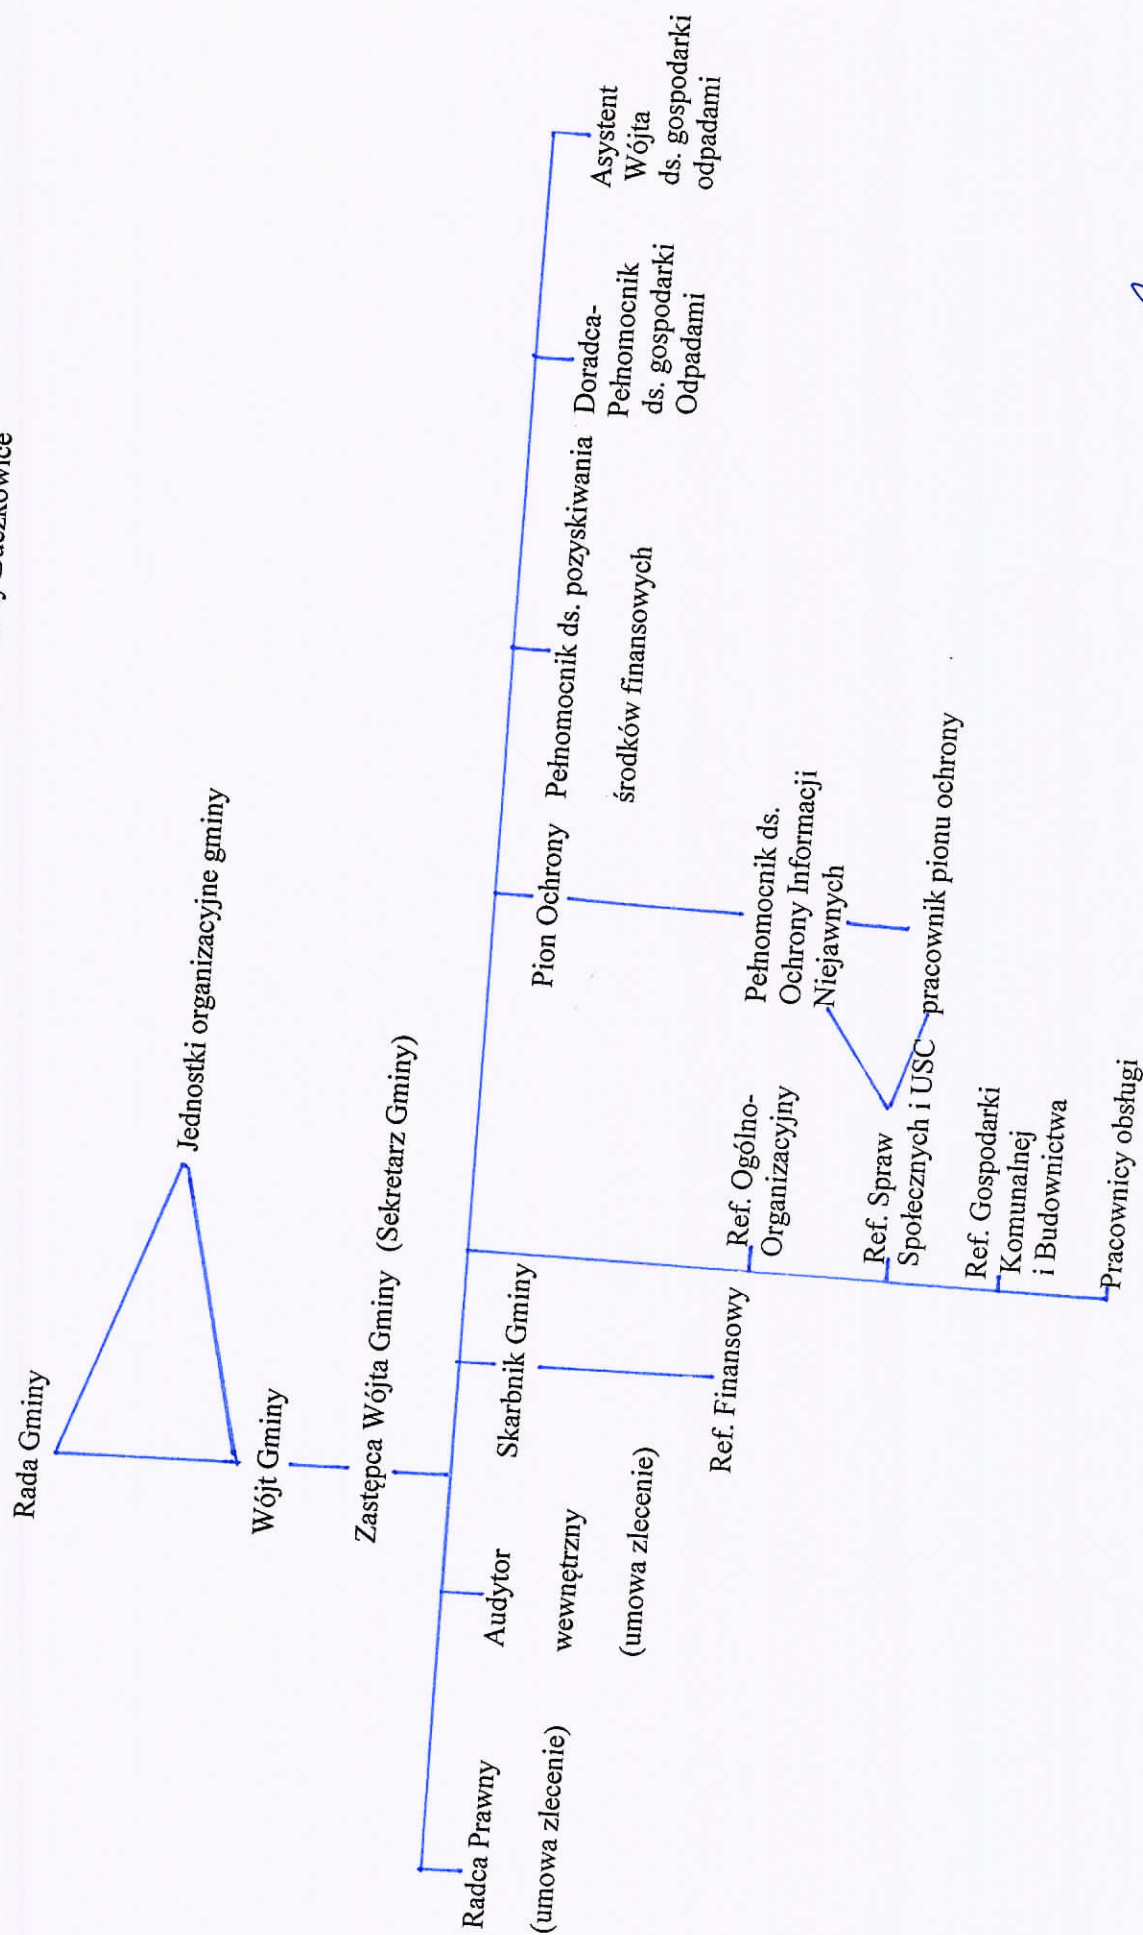 Buczkowice
Rada Gminy
Jednostki organizacyjne gminy
Wójt Gminy
Zastępca Wójta Gminy (Sekretarz Gminy)
Radca Prawny
(umowa zlecenie)
Audytor
wewnętrzny
(umowa zlecenie)
Skarbnik Gminy
Ref. Finansowy
Pion Ochrony
Pełnomocnik ds. pozyskiwania
środków finansowych
Doradca-
Pełnomocnik
ds. gospodarki
Odpadami
Asystent
Wójta
ds. gospodarki
odpadami
Ref. Ogólno-
Organizacyjny
Ref. Spraw
Społecznych i USC
Ref. Gospodarki
Komunalnej
i Budownictwa
Pracownicy obsługi
Pełnomocnik ds.
Ochrony Informacji
Niejawnych
pracownik pionu ochrony